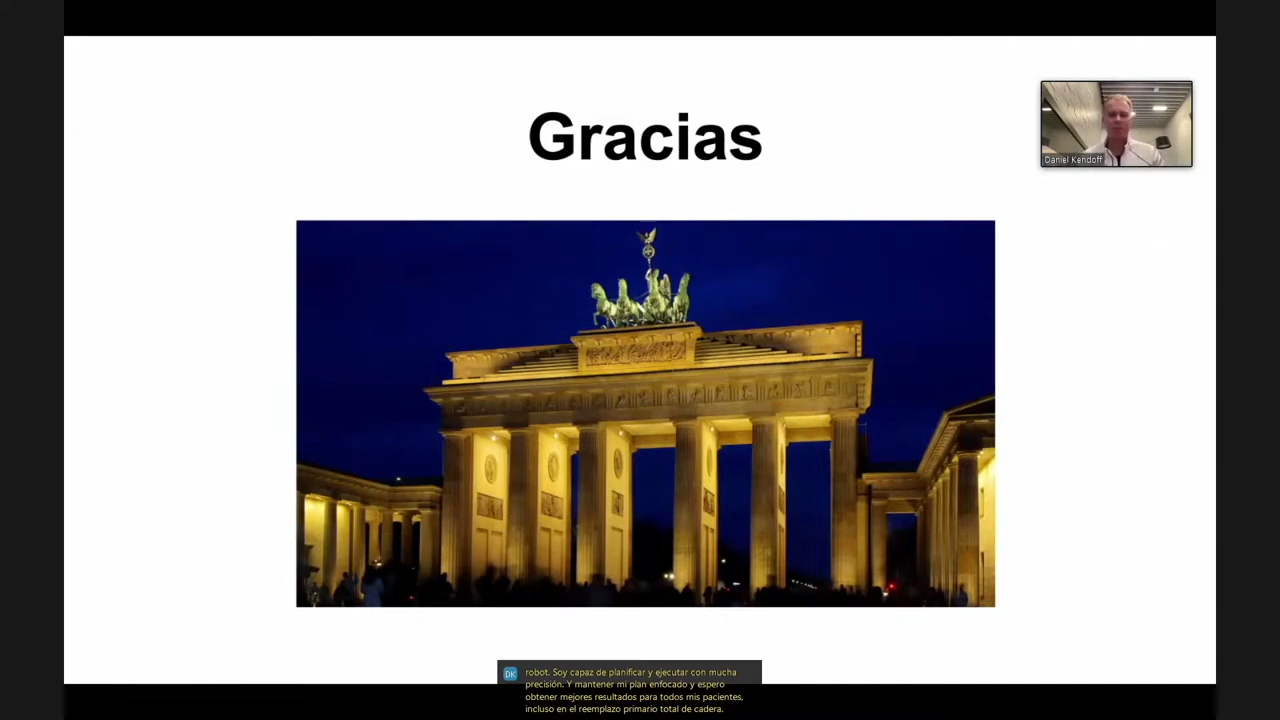 Gracias
Daniel Kendoff
DK
robot. Soy capaz de planificar y ejecutar con mucha
precisión. Y mantener mi plan enfocado y espero
obtener mejores resultados para todos mis pacientes,
incluso en el reemplazo primario total de cadera.